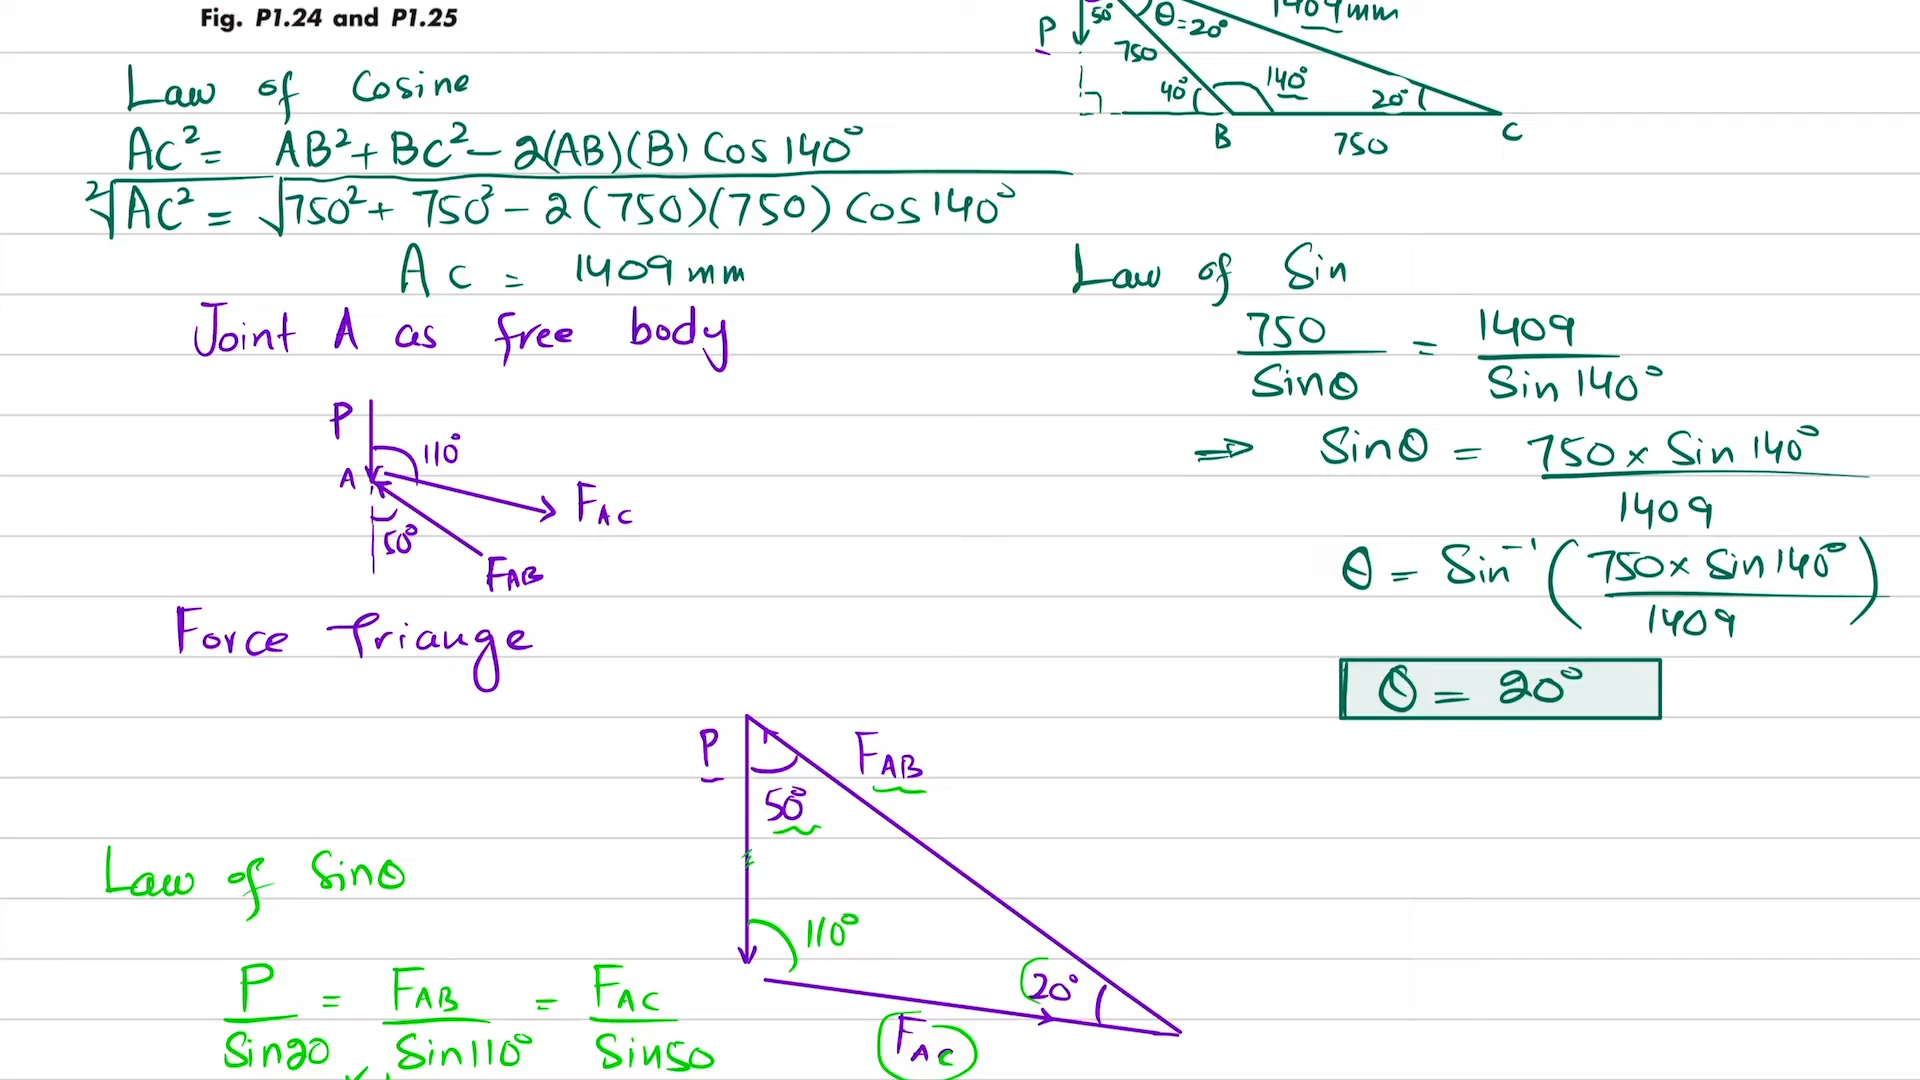 Fig. P1.24 and P1.25
1409mm
P
50°
θ=20°
750
40°
140°
20°
B
750
C
Law of Cosine
AC² = AB² + BC² - 2(AB)(B) Cos 140°
²√AC² = √750² + 750² - 2(750)(750) Cos 140°
AC = 1409 mm
Joint A as free body
P
110°
A
FAC
50°
FAB
Force Triange
Law of Sin
750/Sinθ = 1409/Sin 140°
⇒ Sinθ = 750 × Sin 140°/1409
θ = Sin⁻¹ (750 × Sin 140°/1409)
θ = 20°
P
FAB
50°
110°
20°
FAC
Law of Sinθ
P/Sin20 = FAB/Sin110° = FAC/Sin50